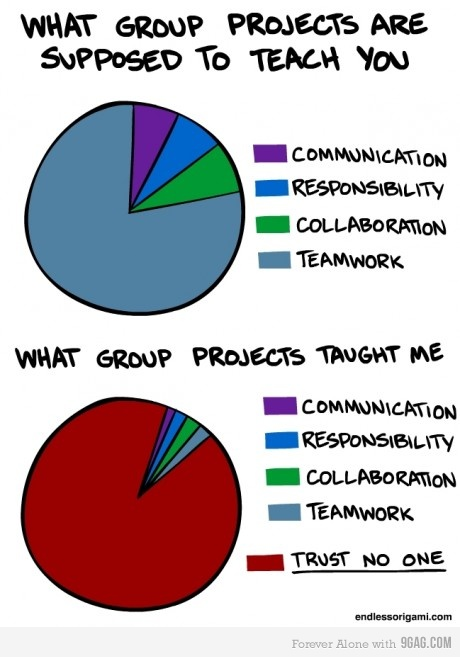 WHAT GROUP PROJECTS ARE
SUPPOSED TO TEACH YOU
COMMUNICATION
RESPONSIBILITY
COLLABORATION
TEAMWORK
WHAT GROUP PROJECTS TAUGHT ME
COMMUNICATION
RESPONSIBILITY
COLLABORATION
TEAMWORK
TRUST NO ONE
endlessorigami.com
Forever Alone with 9GAG.COM